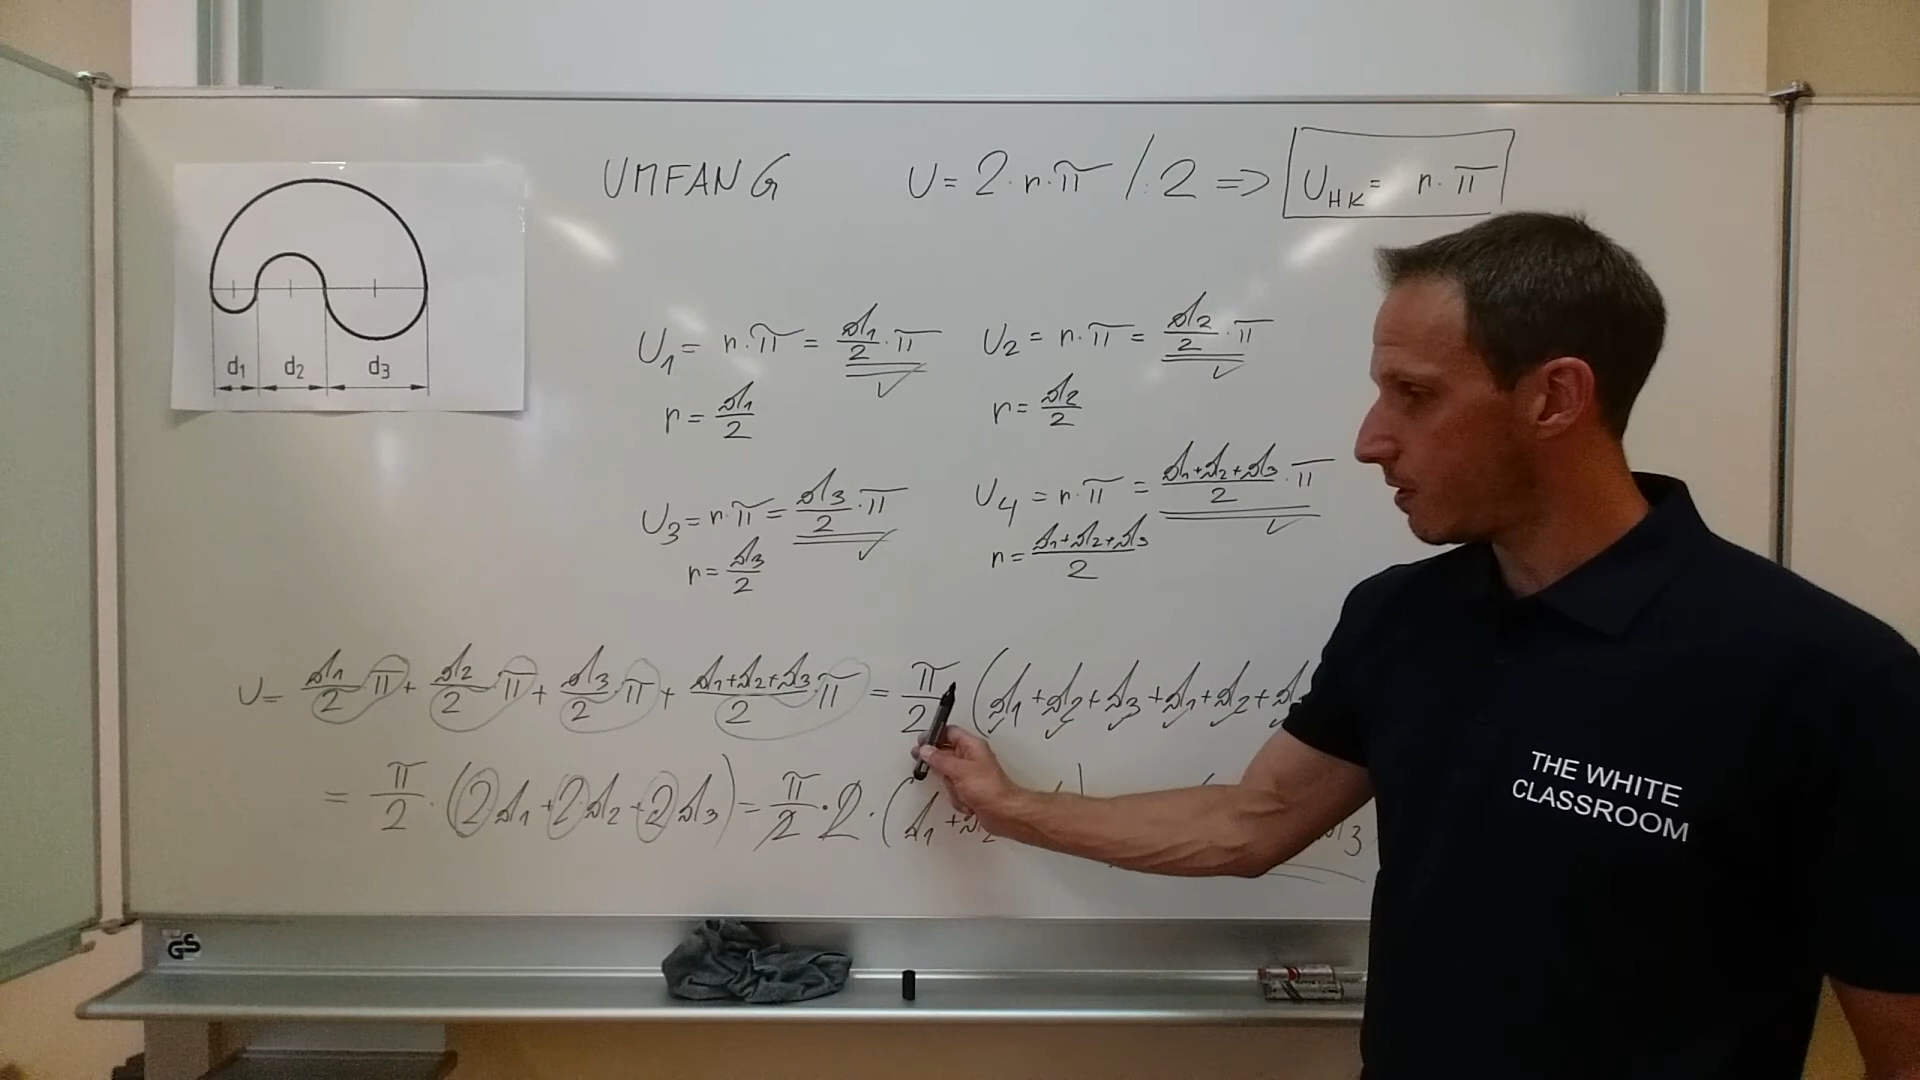 UMFANG U = 2·r·π /:2 => U_HK = r·π
d1 d2 d3
U1 = r·π = d1/2·π U2 = r·π = d2/2·π
r = d1/2 r = d2/2
U3 = r·π = d3/2·π U4 = r·π = d1+d2+d3/2·π
r = d3/2 r = d1+d2+d3/2
U = d1/2·π + d2/2·π + d3/2·π + d1+d2+d3/2·π = π/2 (d1+d2+d3+d1+d2+
= π/2·(2d1+2d2+2d3) = π/2·2·(d1+
THE WHITE
CLASSROOM
GS